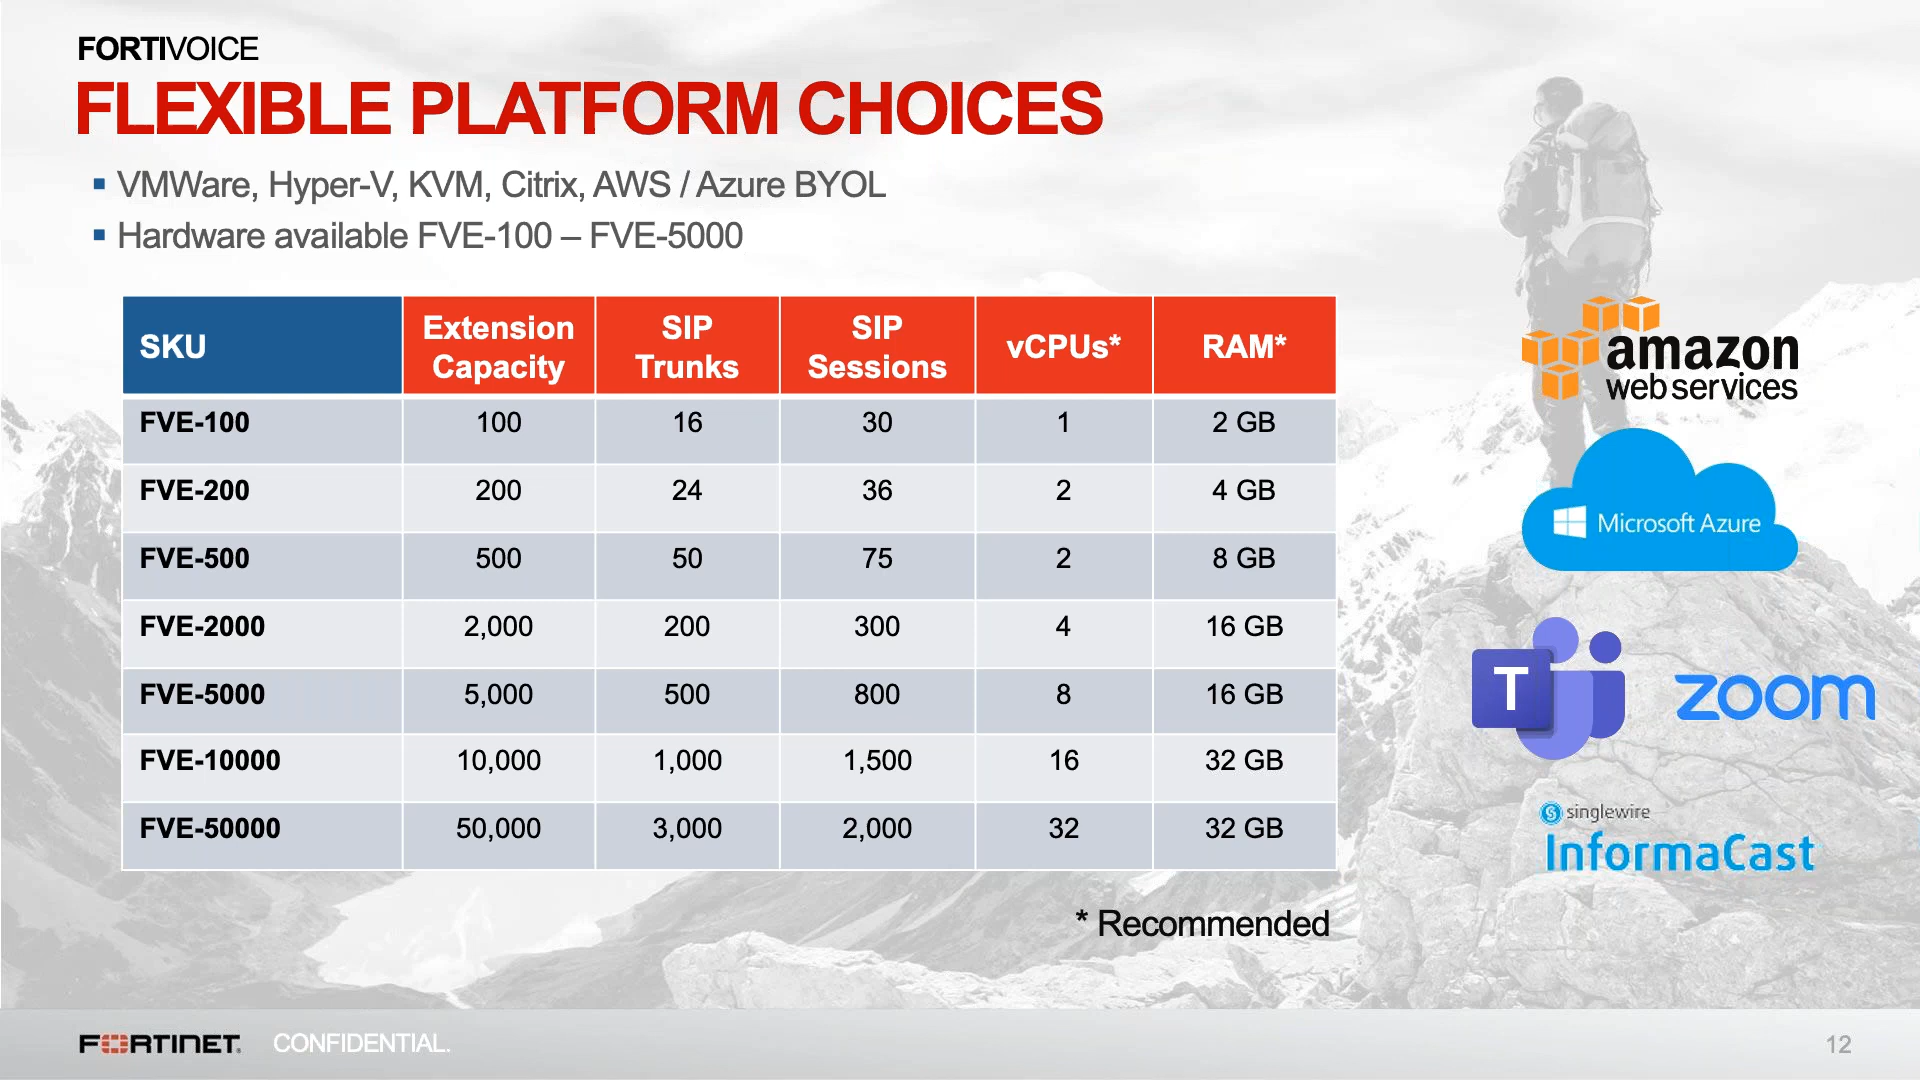 FORTIVOICE
FLEXIBLE PLATFORM CHOICES
▪ VMWare, Hyper-V, KVM, Citrix, AWS / Azure BYOL
▪ Hardware available FVE-100 – FVE-5000
SKU Extension Capacity SIP Trunks SIP Sessions vCPUs* RAM*
FVE-100 100 16 30 1 2 GB
FVE-200 200 24 36 2 4 GB
FVE-500 500 50 75 2 8 GB
FVE-2000 2,000 200 300 4 16 GB
FVE-5000 5,000 500 800 8 16 GB
FVE-10000 10,000 1,000 1,500 16 32 GB
FVE-50000 50,000 3,000 2,000 32 32 GB
* Recommended
amazon
web services
Microsoft Azure
T
zoom
singlewire
InformaCast
FORTINET
CONFIDENTIAL.
12